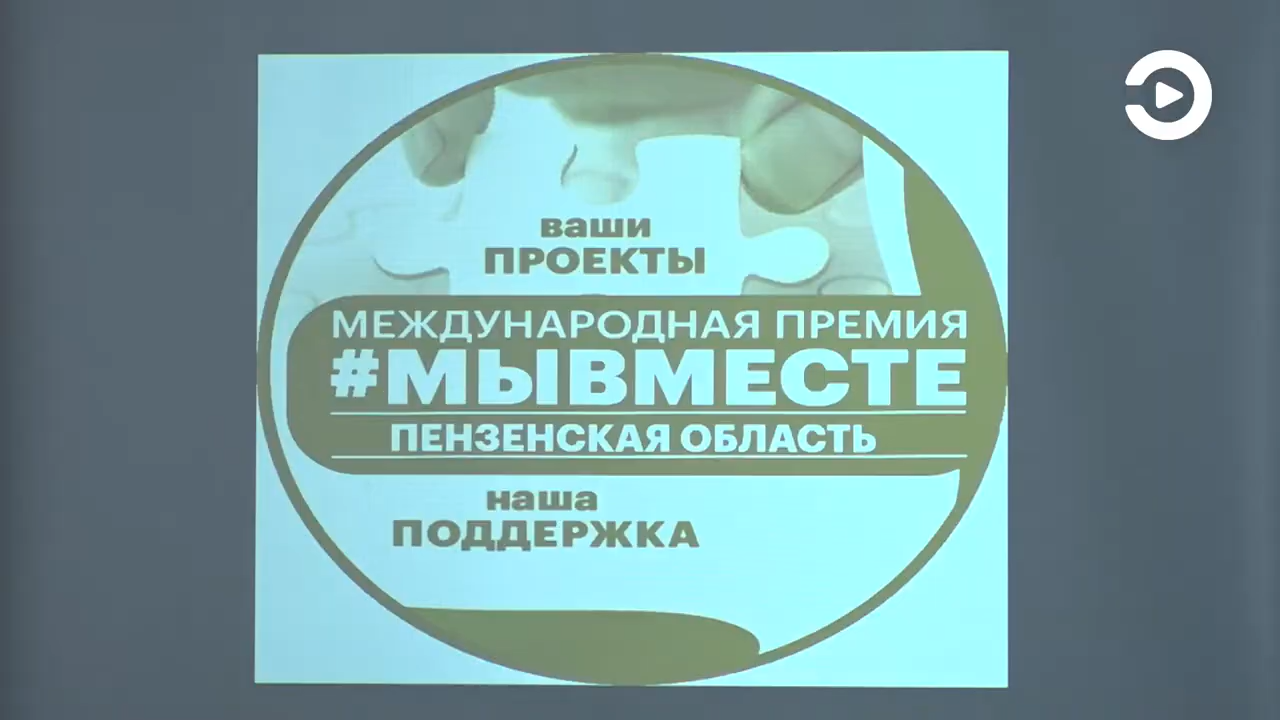 ваши
ПРОЕКТЫ
МЕЖДУНАРОДНАЯ ПРЕМИЯ
#МЫВМЕСТЕ
ПЕНЗЕНСКАЯ ОБЛАСТЬ
наша
ПОДДЕРЖКА